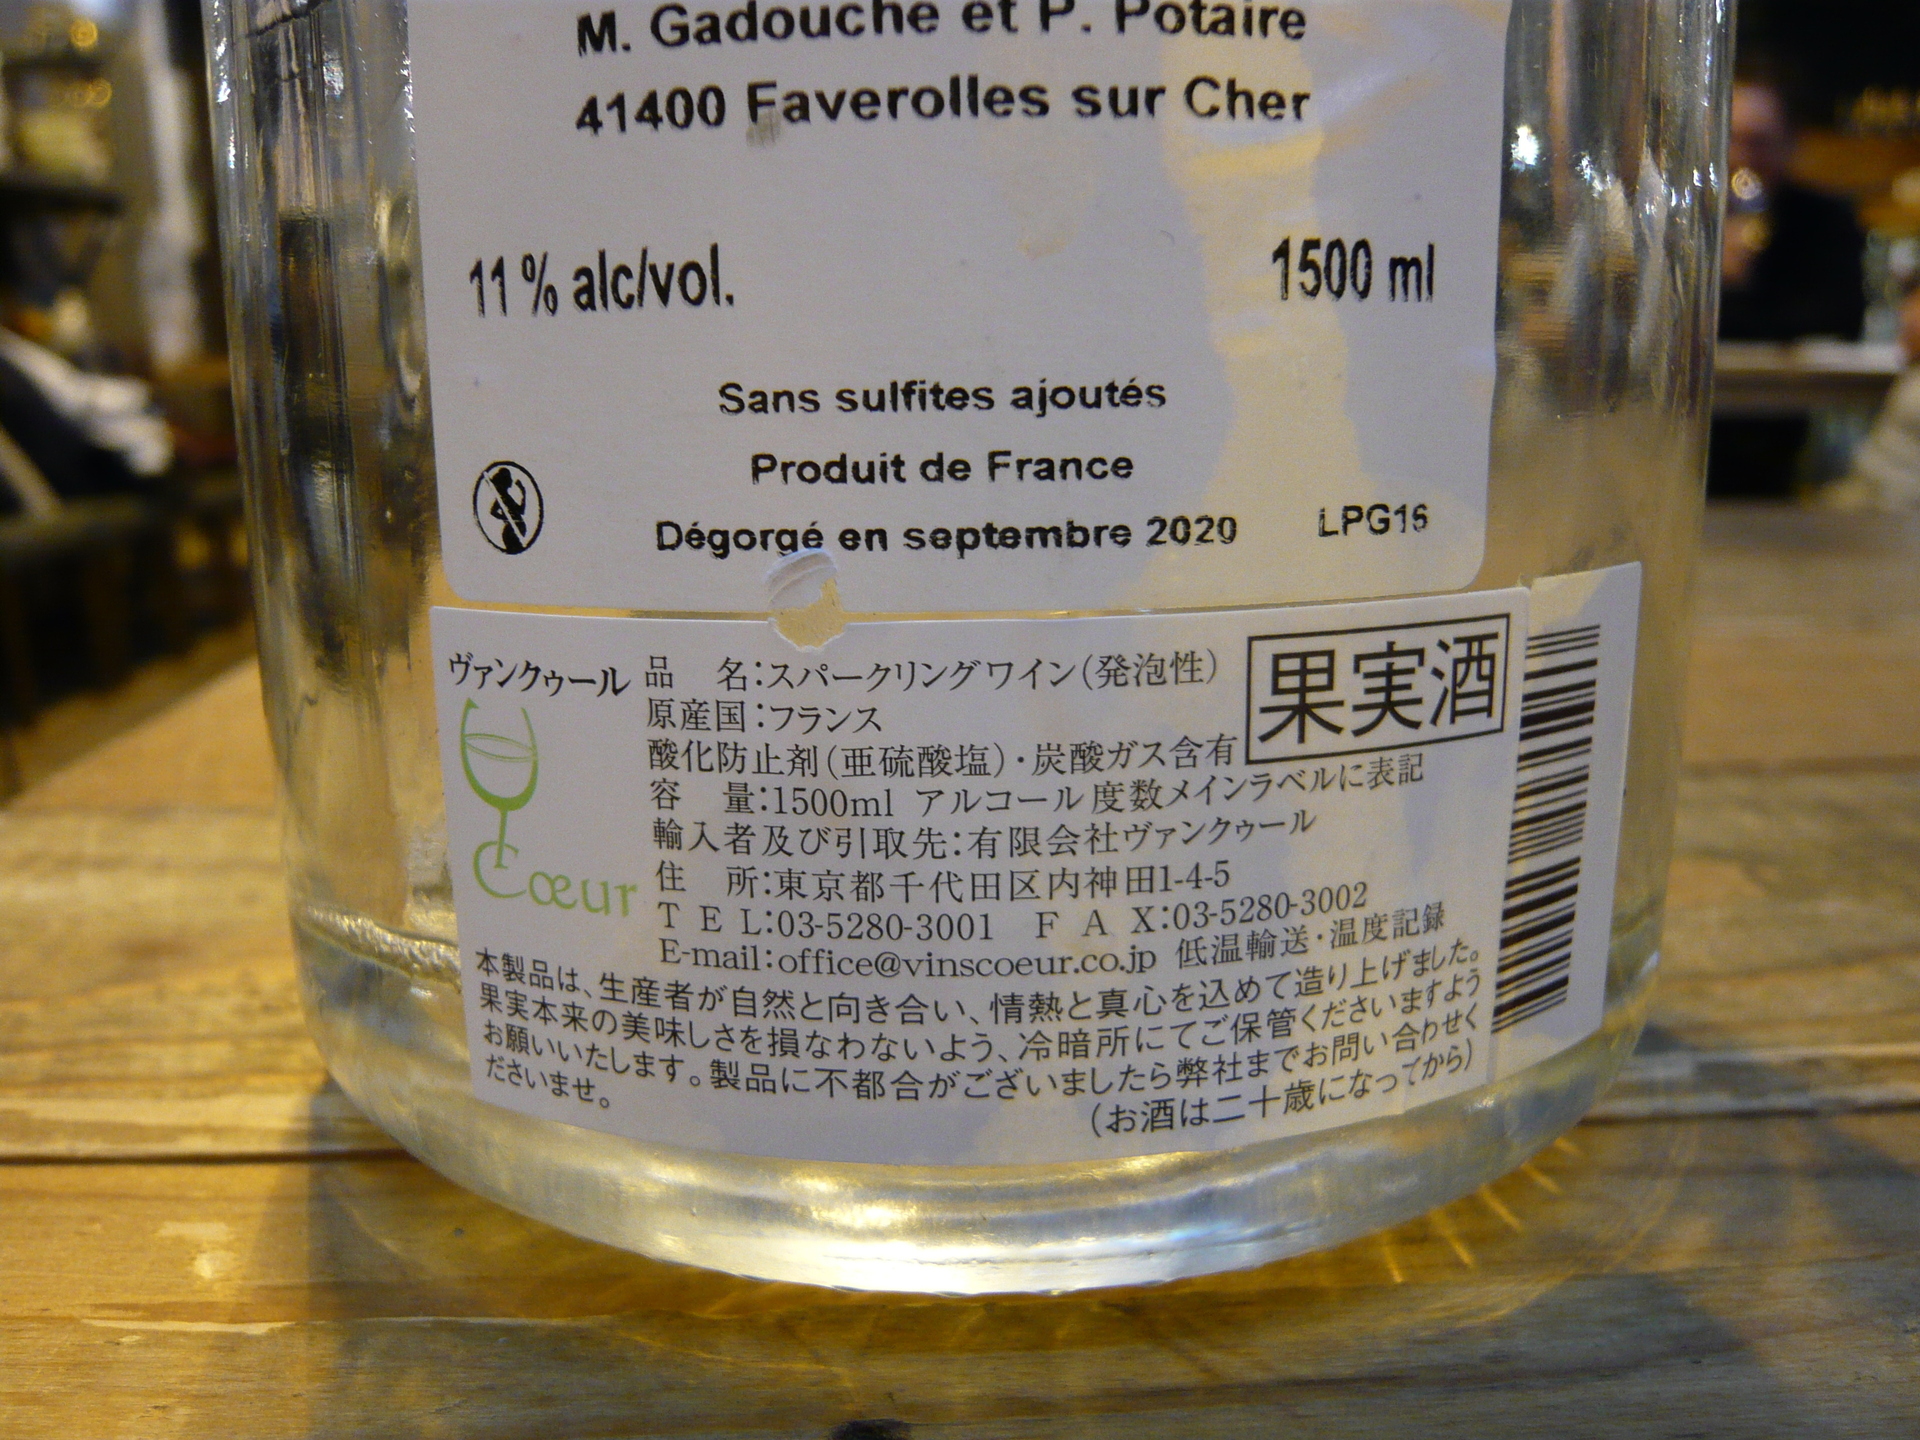 M. Gadouche et P. Potaire
41400 Faverolles sur Cher
11 % alc/vol.
1500 ml
Sans sulfites ajoutés
Produit de France
Dégorgé en septembre 2020
LPG16
ヴァンクゥール
Cœur
果実酒
品 名：スパークリングワイン（発泡性）
原産国：フランス
酸化防止剤（亜硫酸塩）・炭酸ガス含有
容 量：1500ml アルコール度数メインラベルに表記
輸入者及び引取先：有限会社ヴァンクゥール
住 所：東京都千代田区内神田1-4-5
T E L：03-5280-3001 F A X：03-5280-3002
E-mail：office@vinscoeur.co.jp 低温輸送・温度記録
本製品は、生産者が自然と向き合い、情熱と真心を込めて造り上げました。
果実本来の美味しさを損なわないよう、冷暗所にてご保管くださいますよう
お願いいたします。製品に不都合がございましたら弊社までお問い合わせく
ださいませ。
（お酒は二十歳になってから）